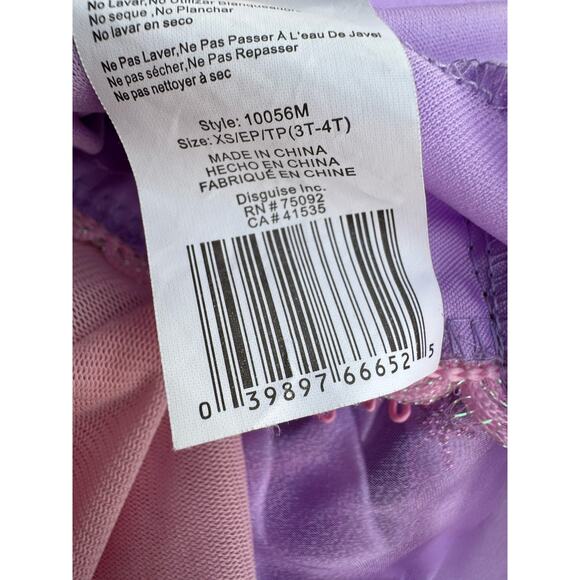 No Lavar, No Utilizar Blanqueador
No seque ,No Planchar
No lavar en seco
Ne Pas Laver,Ne Pas Passer À L'eau De Javel
Ne pas sécher,Ne Pas Repasser
Ne pas nettoyer à sec
Style: 10056M
Size: XS/EP/TP(3T-4T)
MADE IN CHINA
HECHO EN CHINA
FABRIQUÉ EN CHINE
Disguise Inc.
RN # 75092
CA# 41535
0 39897 66652 5